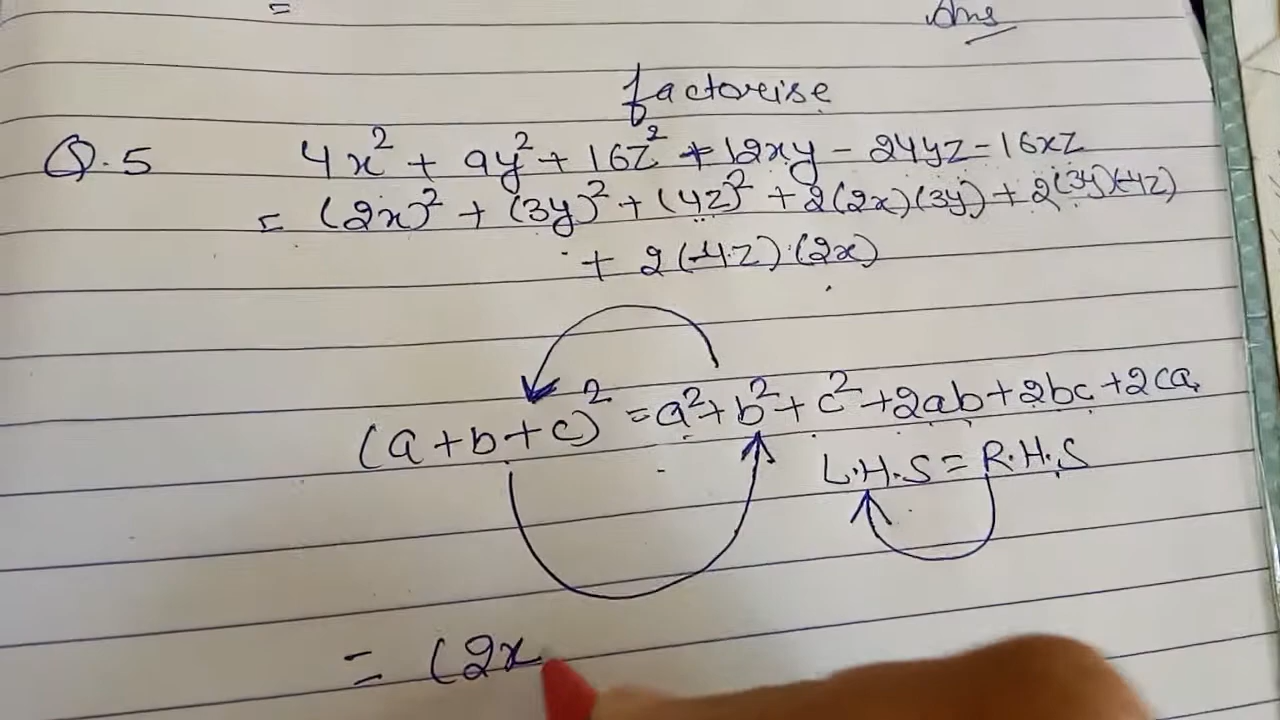 =
Ans
factorise
Q.5 4x² + 9y² + 16z² + 12xy - 24yz - 16xz
= (2x)² + (3y)² + (4z)² + 2(2x)(3y) + 2(3y)(-4z)
+ 2(-4z).(2x)
(a+b+c)² = a²+b²+c²+2ab+2bc+2ca,
L.H.S = R.H.S
= (2x